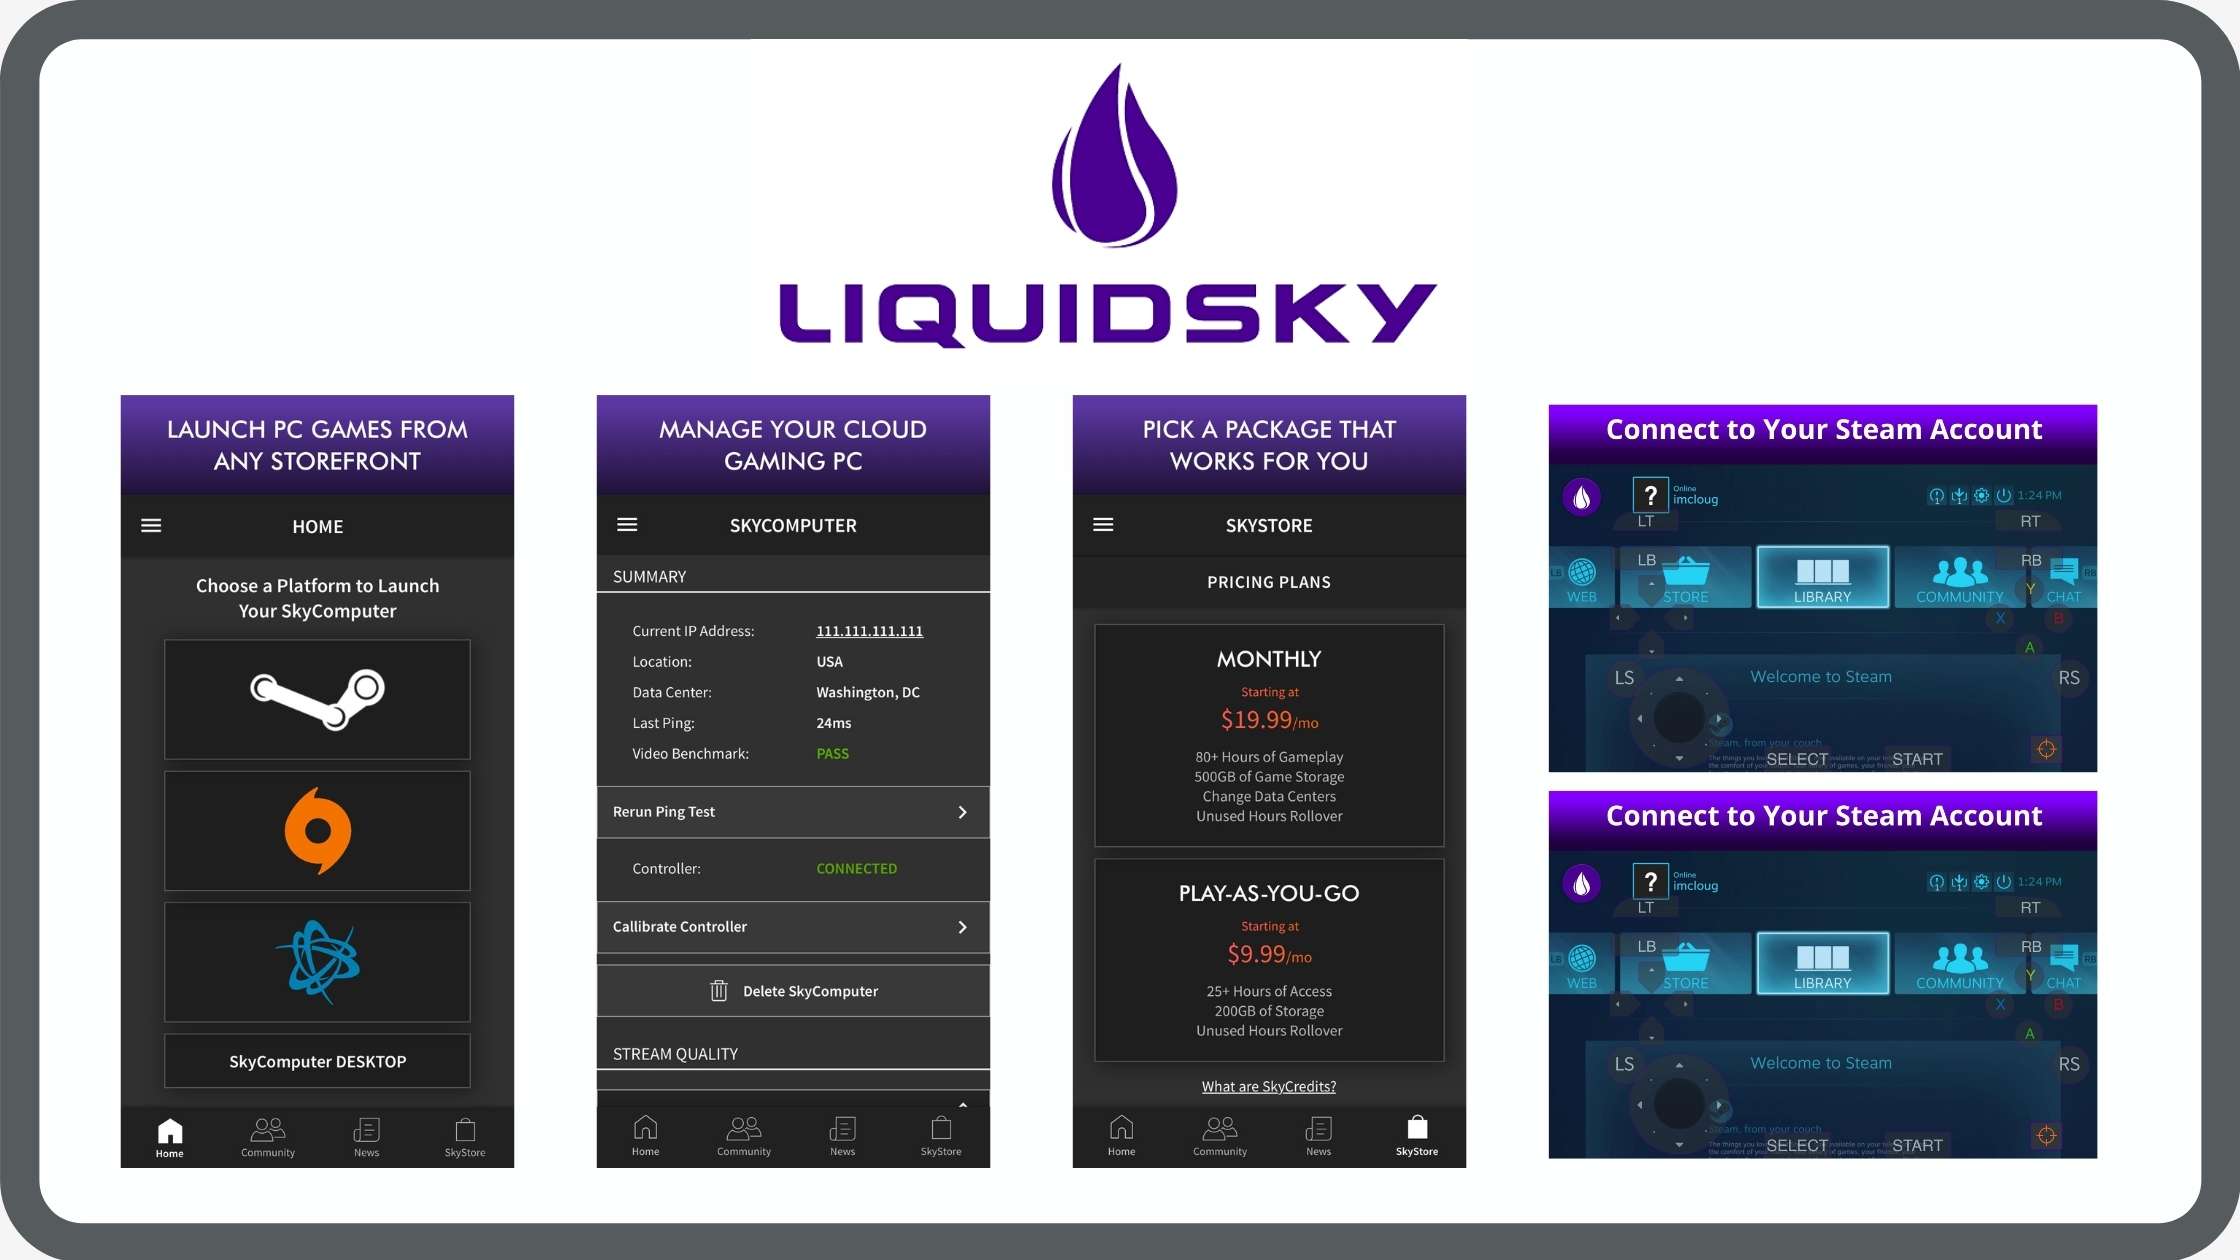 LIQUIDSKY
LAUNCH PC GAMES FROM
ANY STOREFRONT
HOME
Choose a Platform to Launch
Your SkyComputer
SkyComputer DESKTOP
Home
Community
News
SkyStore
MANAGE YOUR CLOUD
GAMING PC
SKYCOMPUTER
SUMMARY
Current IP Address: 111.111.111.111
Location: USA
Data Center: Washington, DC
Last Ping: 24ms
Video Benchmark: PASS
Rerun Ping Test
Controller: CONNECTED
Callibrate Controller
Delete SkyComputer
STREAM QUALITY
Home
Community
News
SkyStore
PICK A PACKAGE THAT
WORKS FOR YOU
SKYSTORE
PRICING PLANS
MONTHLY
Starting at
$19.99/mo
80+ Hours of Gameplay
500GB of Game Storage
Change Data Centers
Unused Hours Rollover
PLAY-AS-YOU-GO
Starting at
$9.99/mo
25+ Hours of Access
200GB of Storage
Unused Hours Rollover
What are SkyCredits?
Home
Community
News
SkyStore
Connect to Your Steam Account
?
Online
imcloug
1:24 PM
LT
RT
LB
RB
LB
RB
Y
WEB
STORE
LIBRARY
COMMUNITY
CHAT
X
B
A
LS
Welcome to Steam
RS
Steam, from your couch
SELECT
START
Connect to Your Steam Account
?
Online
imcloug
1:24 PM
LT
RT
LB
RB
LB
RB
Y
WEB
STORE
LIBRARY
COMMUNITY
CHAT
X
B
A
LS
Welcome to Steam
RS
Steam, from your couch
SELECT
START